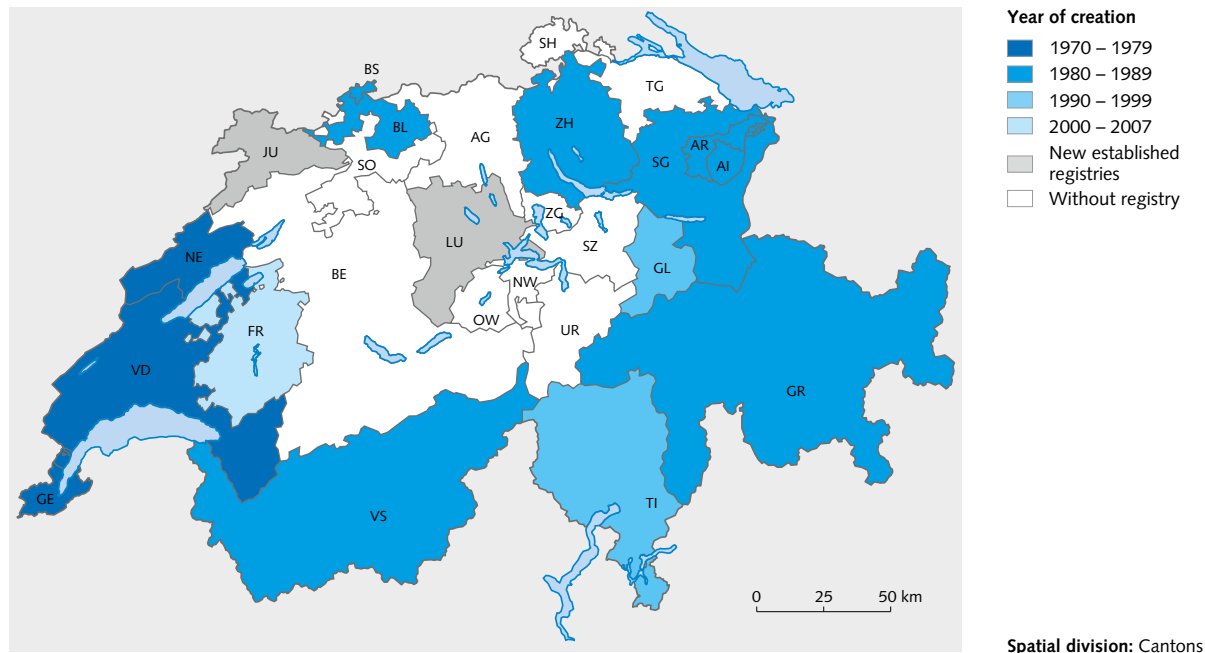 SH
BS
TG
BL
ZH
AG
AR
JU
SO
SG
AI
ZG
LU
SZ
NE
GL
BE
NW
OW
UR
FR
VD
GR
GE
TI
VS
0 25 50 km
Year of creation
1970 – 1979
1980 – 1989
1990 – 1999
2000 – 2007
New established
registries
Without registry
Spatial division: Cantons